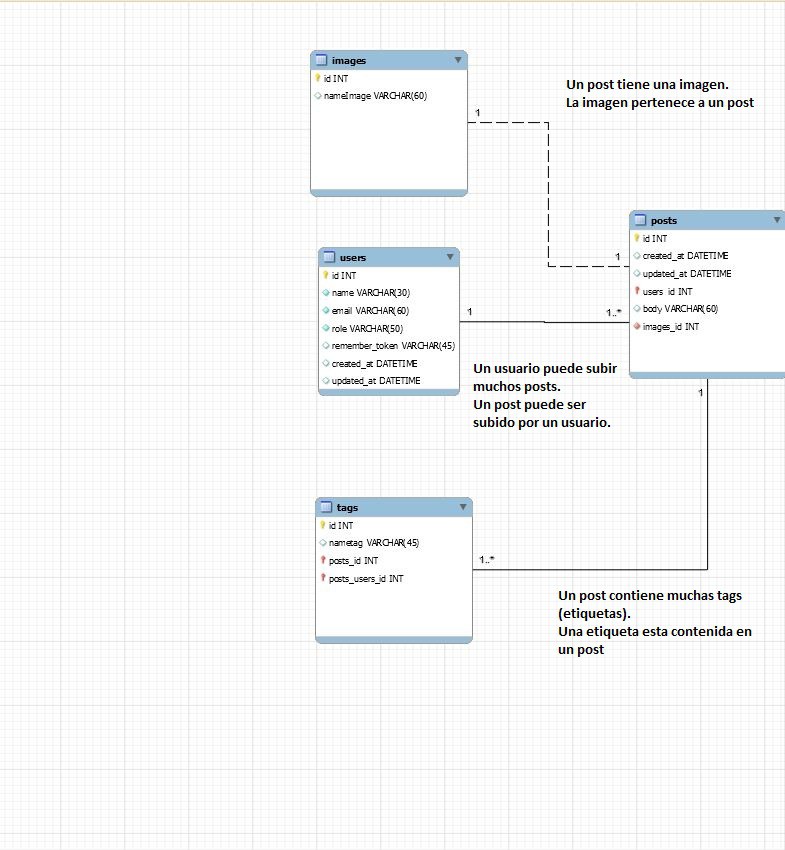 images
id INT
nameImage VARCHAR(60)
1
Un post tiene una imagen.
La imagen pertenece a un post
1
posts
id INT
created_at DATETIME
updated_at DATETIME
users_id INT
body VARCHAR(60)
images_id INT
users
id INT
name VARCHAR(30)
email VARCHAR(60)
role VARCHAR(50)
remember_token VARCHAR(45)
created_at DATETIME
updated_at DATETIME
1
1..*
Un usuario puede subir
muchos posts.
Un post puede ser
subido por un usuario.
1
tags
id INT
nametag VARCHAR(45)
posts_id INT
posts_users_id INT
1..*
Un post contiene muchas tags
(etiquetas).
Una etiqueta esta contenida en
un post